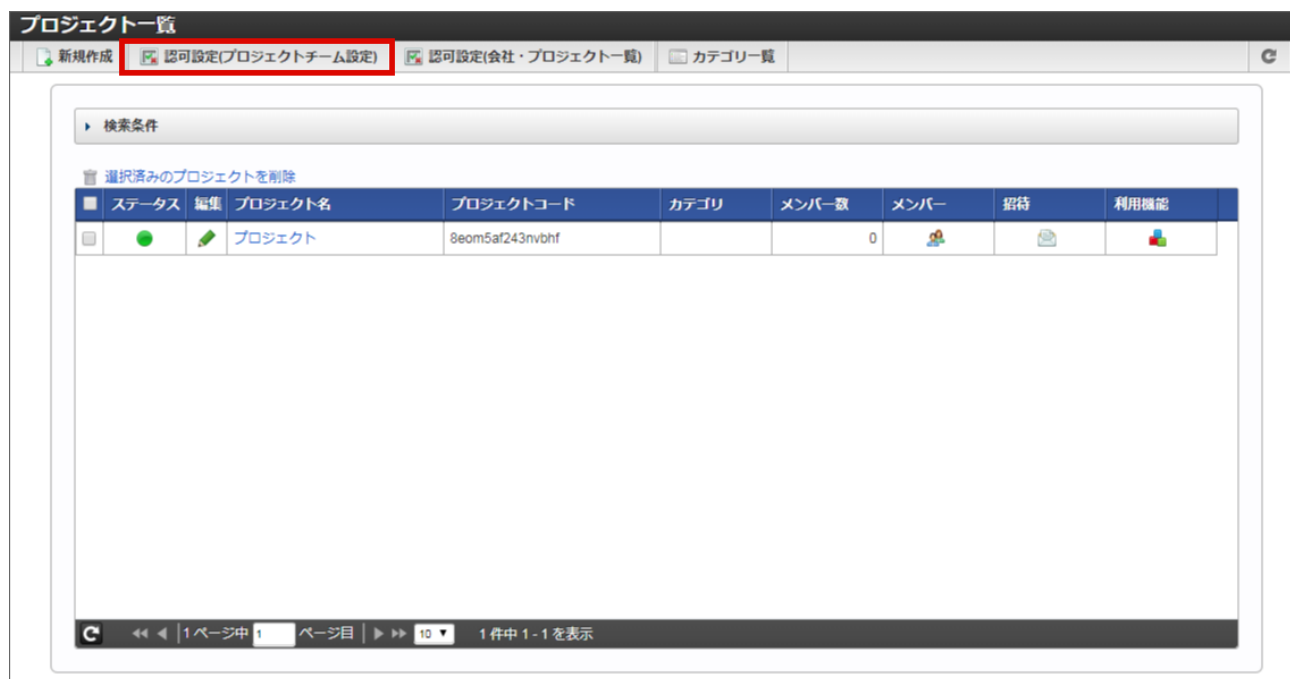 プロジェクト一覧
新規作成 認可設定(プロジェクトチーム設定) 認可設定(会社・プロジェクト一覧) カテゴリ一覧
検索条件
選択済みのプロジェクトを削除
ステータス 編集 プロジェクト名 プロジェクトコード カテゴリ メンバー数 メンバー 招待 利用機能
プロジェクト 8eom5af243nvbhf 0
1 ページ中 1 ページ目 10 1 件中 1 - 1 を表示